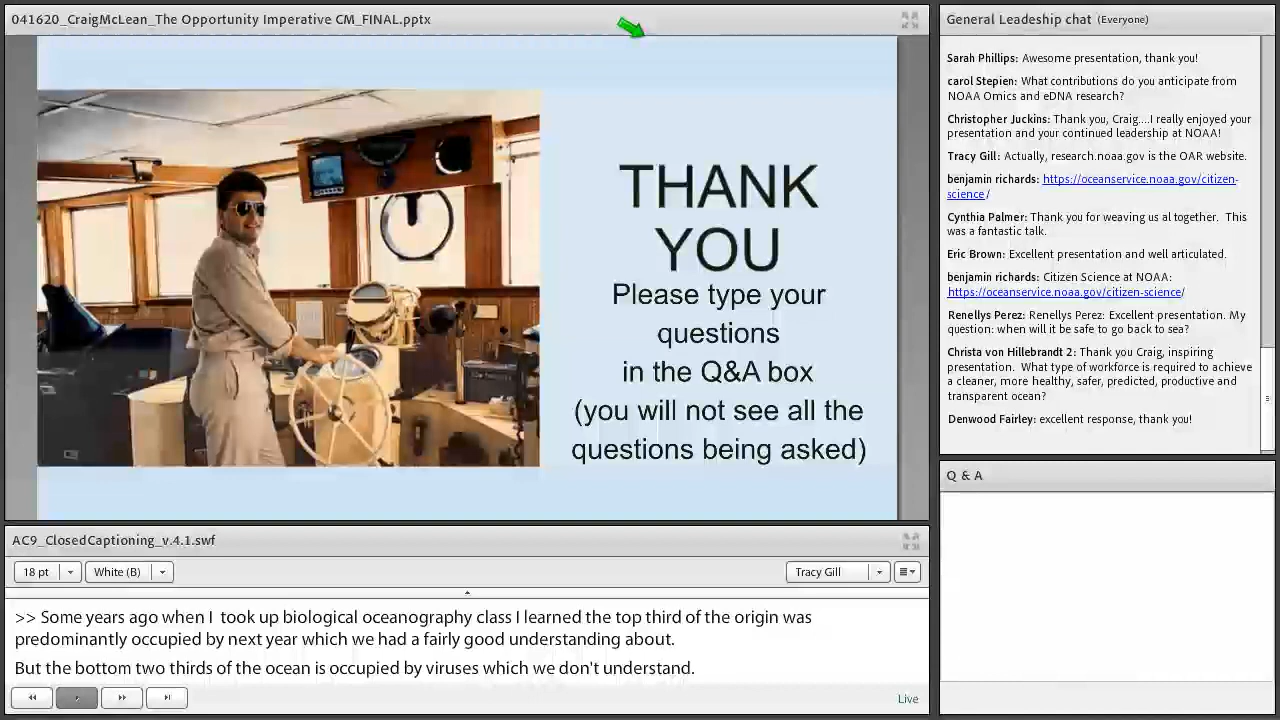 041620_CraigMcLean_The Opportunity Imperative CM_FINAL.pptx
THANK
YOU
Please type your
questions
in the Q&A box
(you will not see all the
questions being asked)
AC9_ClosedCaptioning_v.4.1.swf
18 pt
White (B)
Tracy Gill
>> Some years ago when I  took up biological oceanography class I learned the top third of the origin was
predominantly occupied by next year which we had a fairly good understanding about.
But the bottom two thirds of the ocean is occupied by viruses which we don't understand.
Live
General Leadership chat (Everyone)
Sarah Phillips: Awesome presentation, thank you!
carol Stepien: What contributions do you anticipate from
NOAA Omics and eDNA research?
Christopher Juckins: Thank you, Craig....I really enjoyed your
presentation and your continued leadership at NOAA!
Tracy Gill: Actually, research.noaa.gov is the OAR website.
benjamin richards: https://oceanservice.noaa.gov/citizen-
science/
Cynthia Palmer: Thank you for weaving us al together.  This
was a fantastic talk.
Eric Brown: Excellent presentation and well articulated.
benjamin richards: Citizen Science at NOAA:
https://oceanservice.noaa.gov/citizen-science/
Renellys Perez: Renellys Perez: Excellent presentation. My
question: when will it be safe to go back to sea?
Christa von Hillebrandt 2: Thank you Craig, inspiring
presentation.  What type of workforce is required to achieve
a cleaner, more healthy, safer, predicted, productive and
transparent ocean?
Denwood Fairley: excellent response, thank you!
Q & A